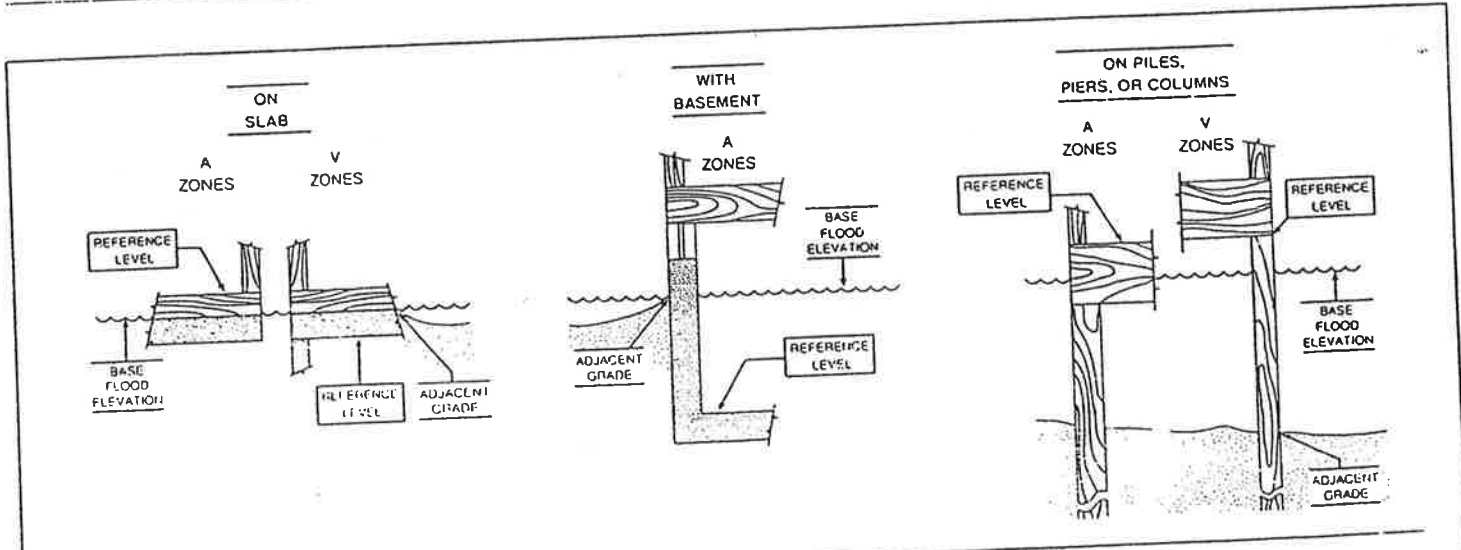 ON
SLAB
A
ZONES
V
ZONES
REFERENCE
LEVEL
BASE
FLOOD
ELEVATION
REFERENCE
LEVEL
ADJACENT
GRADE
WITH
BASEMENT
A
ZONES
BASE
FLOOD
ELEVATION
ADJACENT
GRADE
REFERENCE
LEVEL
ON PILES,
PIERS, OR COLUMNS
A
ZONES
V
ZONES
REFERENCE
LEVEL
REFERENCE
LEVEL
BASE
FLOOD
ELEVATION
ADJACENT
GRADE